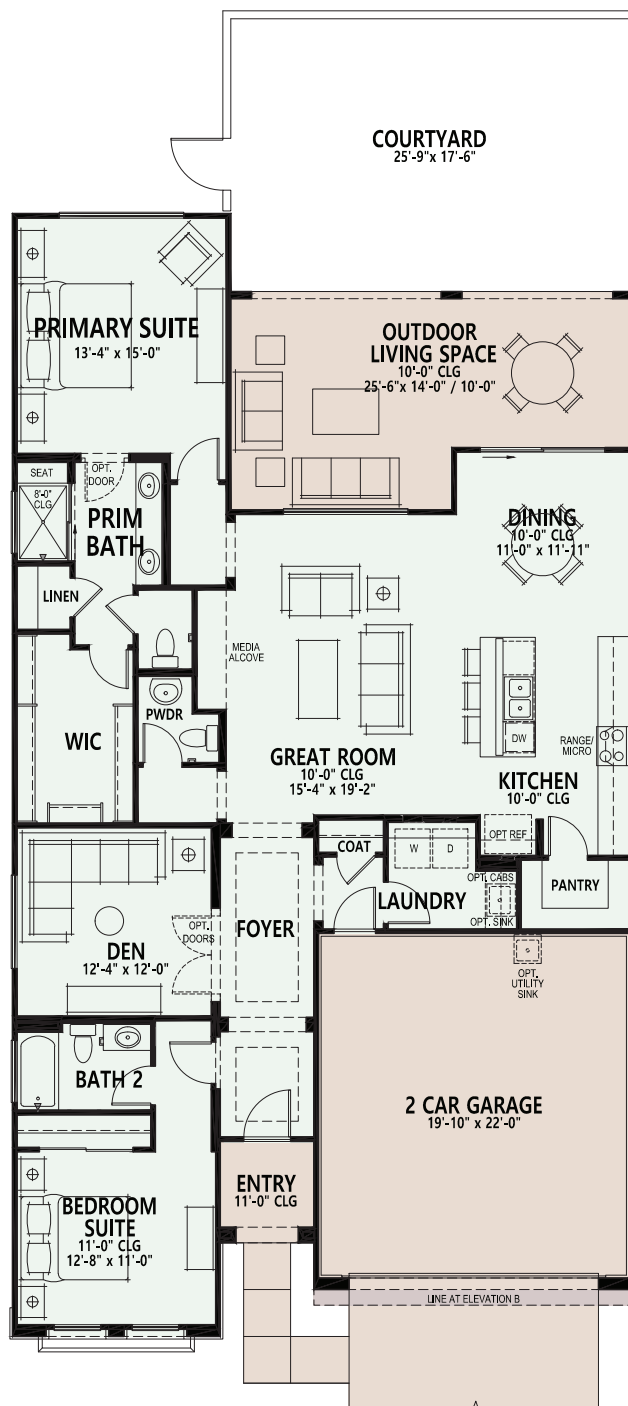 COURTYARD
25'-9"x 17'-6"
PRIMARY SUITE
13'-4" x 15'-0"
OUTDOOR
LIVING SPACE
10'-0" CLG
25'-6"x 14'-0" / 10'-0"
SEAT
8'-0"
CLG
OPT.
DOOR
PRIM
BATH
DINING
10'-0" CLG
11'-0" x 11'-11"
LINEN
MEDIA
ALCOVE
PWDR
WIC
DW
RANGE/
MICRO
GREAT ROOM
10'-0" CLG
15'-4" x 19'-2"
KITCHEN
10'-0" CLG
OPT REF
COAT
W
D
LAUNDRY
OPT. CABS
OPT. SINK
PANTRY
DEN
12'-4" x 12'-0"
OPT.
DOORS
FOYER
OPT.
UTILITY
SINK
BATH 2
2 CAR GARAGE
19'-10" x 22'-0"
ENTRY
11'-0" CLG
BEDROOM
SUITE
11'-0" CLG
12'-8" x 11'-0"
LINE AT ELEVATION B
A